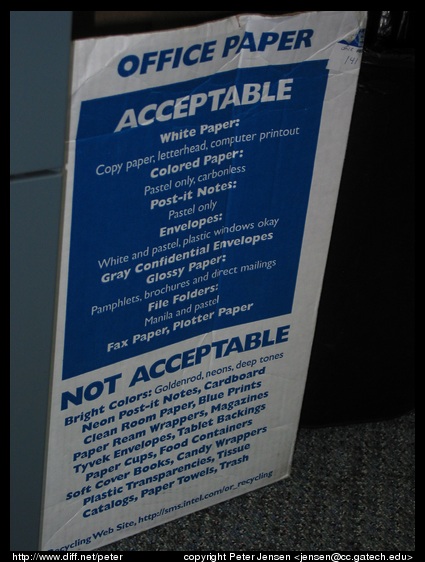 OFFICE PAPER
ACCEPTABLE
White Paper:
Copy paper, letterhead, computer printout
Colored Paper:
Pastel only, carbonless
Post-it Notes:
Pastel only
Envelopes:
White and pastel, plastic windows okay
Gray Confidential Envelopes
Glossy Paper:
Pamphlets, brochures and direct mailings
File Folders:
Manila and pastel
Fax Paper, Plotter Paper
NOT ACCEPTABLE
Bright Colors: Goldenrod, neons, deep tones
Neon Post-it Notes, Cardboard
Clean Room Paper, Blue Prints
Paper Ream Wrappers, Magazines
Tyvek Envelopes, Tablet Backings
Paper Cups, Food Containers
Soft Cover Books, Candy Wrappers
Plastic Transparencies, Tissue
Catalogs, Paper Towels, Trash
ecycling Web Site, http://sms.intel.com/or_recycling
http://www.diff.net/peter
copyright Peter Jensen <jensen@cc.gatech.edu>